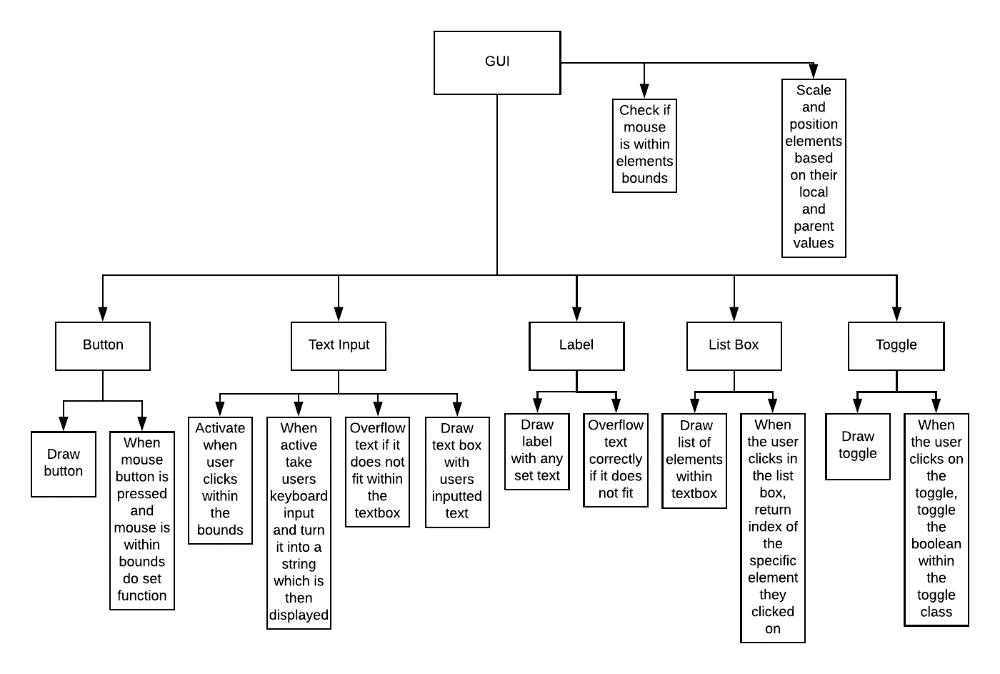 GUI
Check if
mouse
is within
elements
bounds
Scale
and
position
elements
based
on their
local
and
parent
values
Button
Text Input
Label
List Box
Toggle
Draw
button
When
mouse
button is
pressed
and
mouse is
within
bounds
do set
function
Activate
when
user
clicks
within
the
bounds
When
active
take
users
keyboard
input
and turn
it into a
string
which is
then
displayed
Overflow
text if it
does not
fit within
the
textbox
Draw
text box
with
users
inputted
text
Draw
label
with any
set text
Overflow
text
correctly
if it does
not fit
Draw
list of
elements
within
textbox
When
the user
clicks in
the list
box,
return
index of
the
specific
element
they
clicked
on
Draw
toggle
When
the user
clicks on
the
toggle,
toggle
the
boolean
within
the
toggle
class